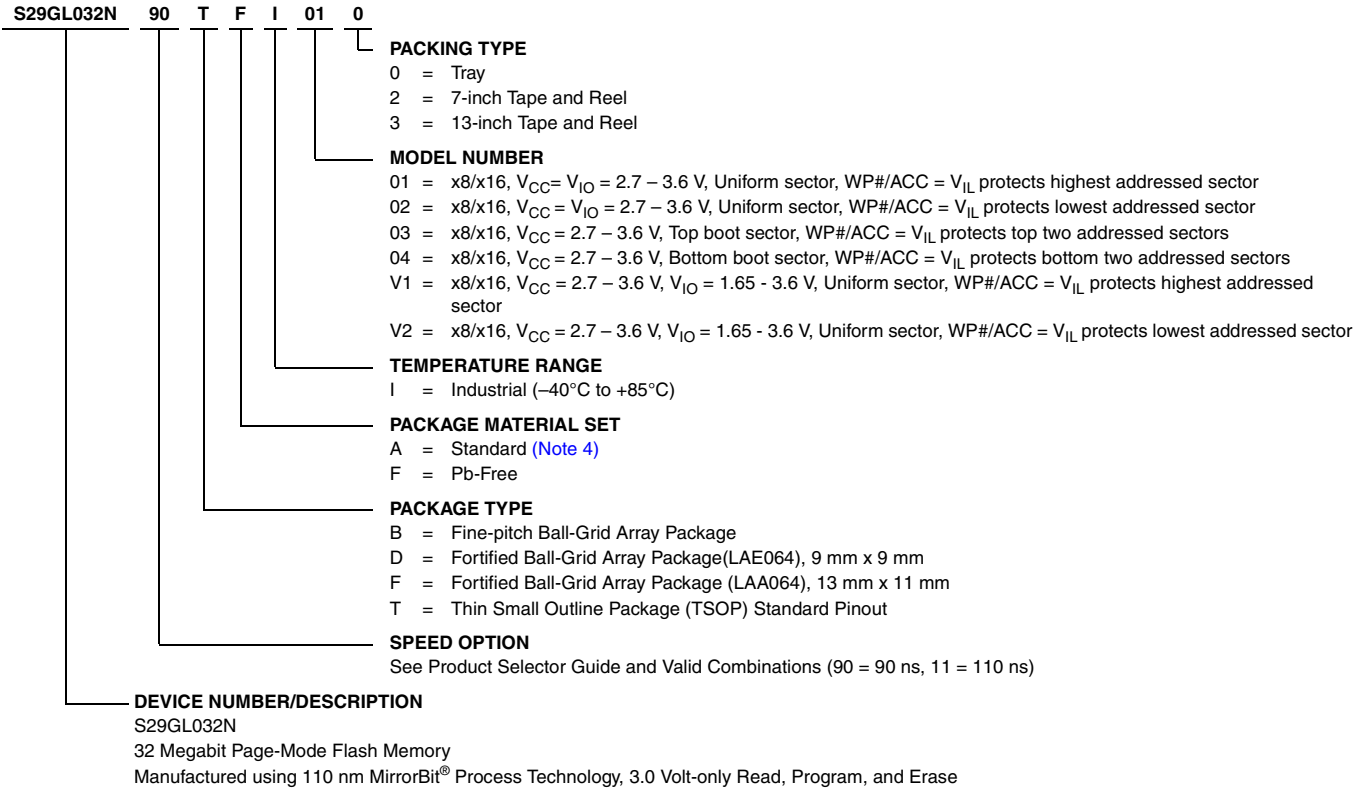 S29GL032N 90 T F I 01 0
PACKING TYPE
0 = Tray
2 = 7-inch Tape and Reel
3 = 13-inch Tape and Reel
MODEL NUMBER
01 = x8/x16, VCC= VIO = 2.7 – 3.6 V, Uniform sector, WP#/ACC = VIL protects highest addressed sector
02 = x8/x16, VCC = VIO = 2.7 – 3.6 V, Uniform sector, WP#/ACC = VIL protects lowest addressed sector
03 = x8/x16, VCC = 2.7 – 3.6 V, Top boot sector, WP#/ACC = VIL protects top two addressed sectors
04 = x8/x16, VCC = 2.7 – 3.6 V, Bottom boot sector, WP#/ACC = VIL protects bottom two addressed sectors
V1 = x8/x16, VCC = 2.7 – 3.6 V, VIO = 1.65 - 3.6 V, Uniform sector, WP#/ACC = VIL protects highest addressed
sector
V2 = x8/x16, VCC = 2.7 – 3.6 V, VIO = 1.65 - 3.6 V, Uniform sector, WP#/ACC = VIL protects lowest addressed sector
TEMPERATURE RANGE
I = Industrial (–40°C to +85°C)
PACKAGE MATERIAL SET
A = Standard (Note 4)
F = Pb-Free
PACKAGE TYPE
B = Fine-pitch Ball-Grid Array Package
D = Fortified Ball-Grid Array Package(LAE064), 9 mm x 9 mm
F = Fortified Ball-Grid Array Package (LAA064), 13 mm x 11 mm
T = Thin Small Outline Package (TSOP) Standard Pinout
SPEED OPTION
See Product Selector Guide and Valid Combinations (90 = 90 ns, 11 = 110 ns)
DEVICE NUMBER/DESCRIPTION
S29GL032N
32 Megabit Page-Mode Flash Memory
Manufactured using 110 nm MirrorBit® Process Technology, 3.0 Volt-only Read, Program, and Erase